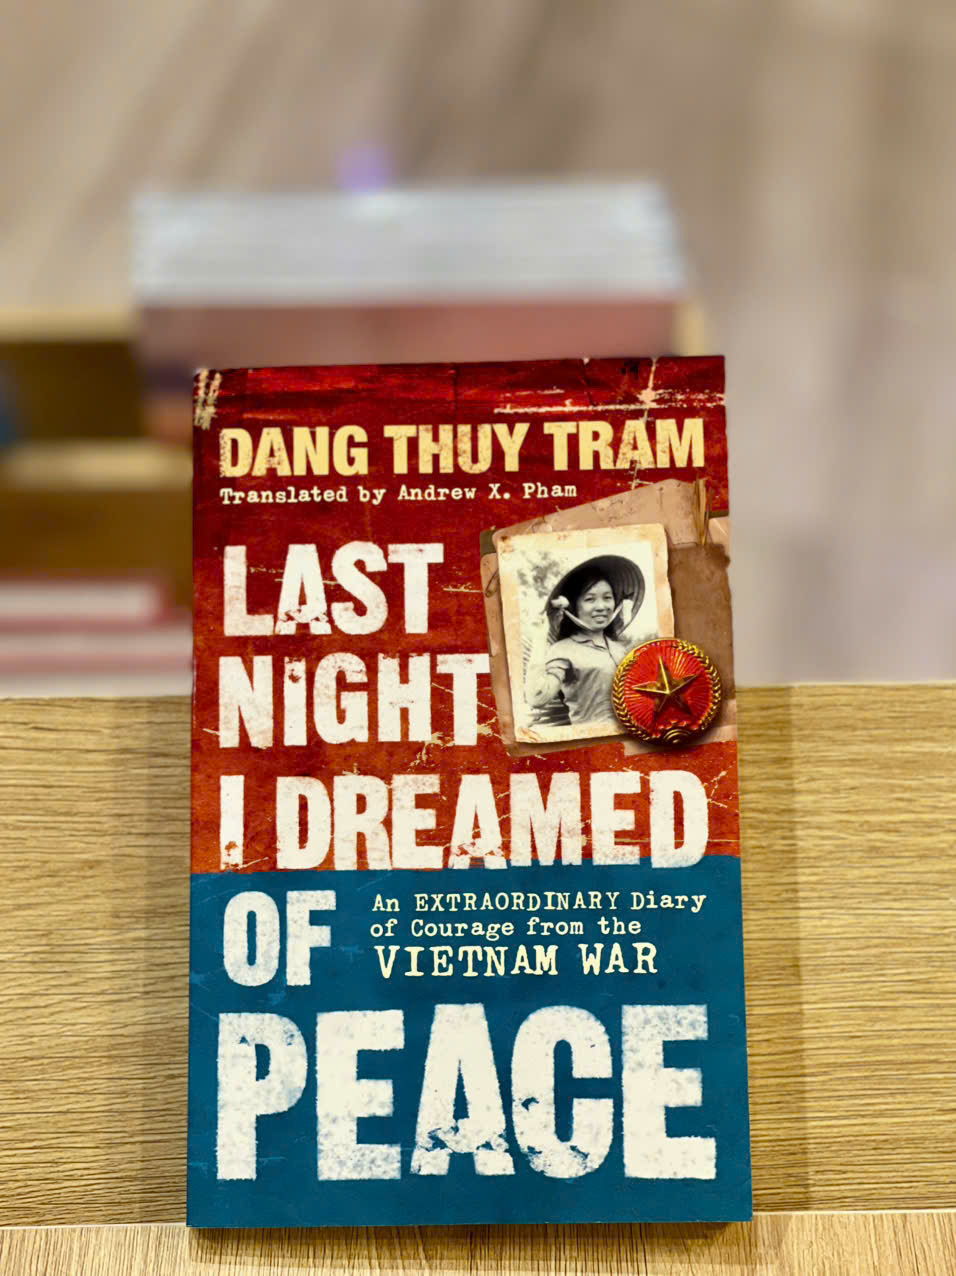 DANG THUY TRAM
Translated by Andrew X. Pham
LAST
NIGHT
I DREAMED
OF
An EXTRAORDINARY Diary
of Courage from the
VIETNAM WAR
PEACE